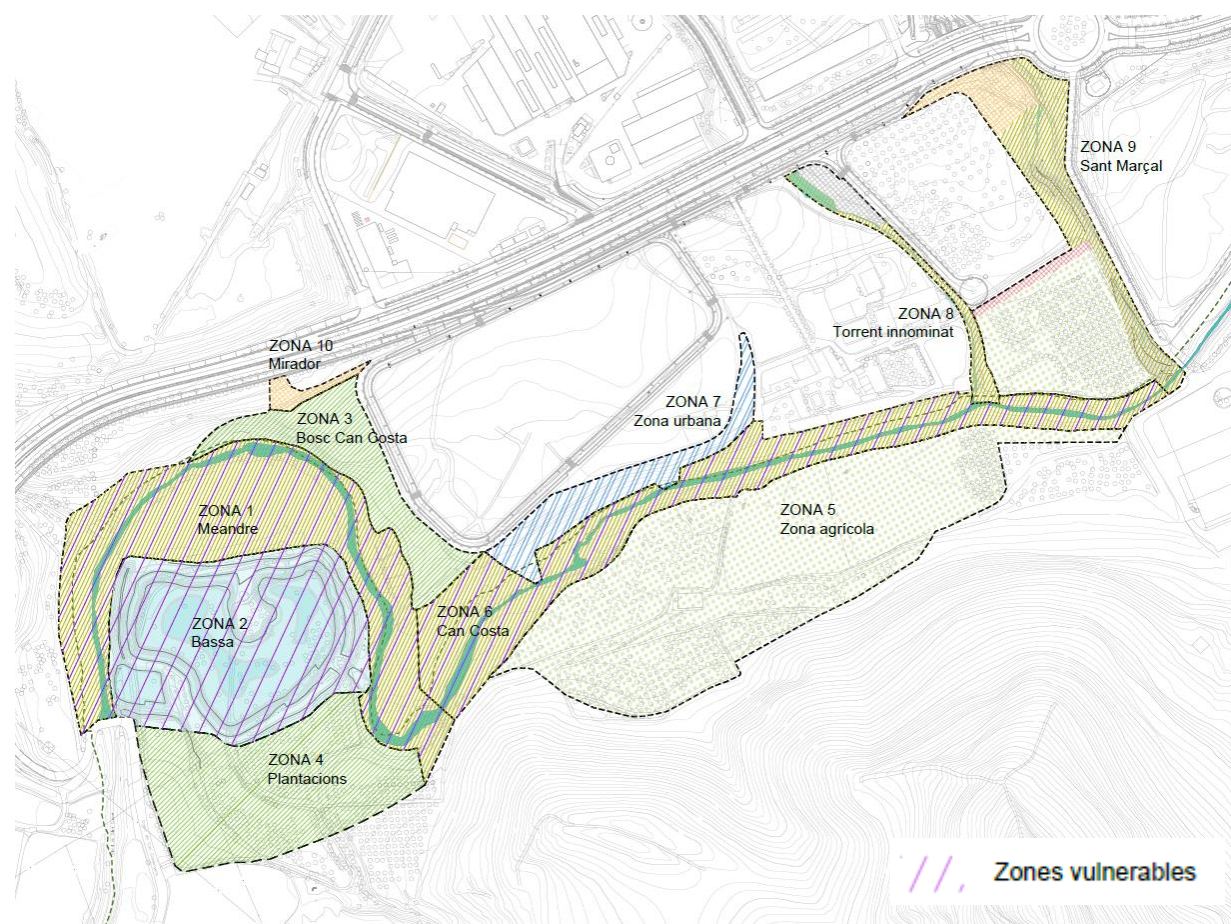 ZONA 9
Sant Marçal
ZONA 8
Torrent innominat
ZONA 10
Mirador
ZONA 7
Zona urbana
ZONA 3
Bosc Can Costa
ZONA 1
Meandre
ZONA 5
Zona agrícola
ZONA 6
Can Costa
ZONA 2
Bassa
ZONA 4
Plantacions
Zones vulnerables